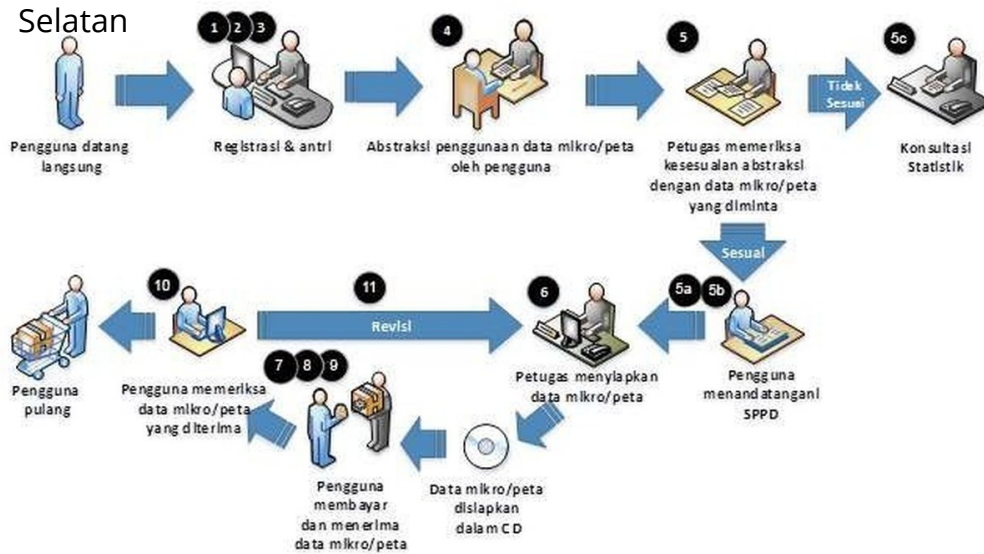 Selatan
1 2 3
4
5
5c
Tidak
Sesuai
Pengguna datang
langsung
Registrasi & antri
Abstraksi penggunaan data mikro/peta
oleh pengguna
Petugas memeriksa
kesesuaian abstraksi
dengan data mikro/peta
yang diminta
Konsultasi
Statistik
Sesuai
10
11
6
5a 5b
Revisi
7 8 9
Pengguna
pulang
Pengguna memeriksa
data mikro/peta
yang diterima
Petugas menyiapkan
data mikro/peta
Pengguna
menandatangani
SPPD
Pengguna
membayar
dan menerima
data mikro/peta
Data mikro/peta
disiapkan
dalam CD